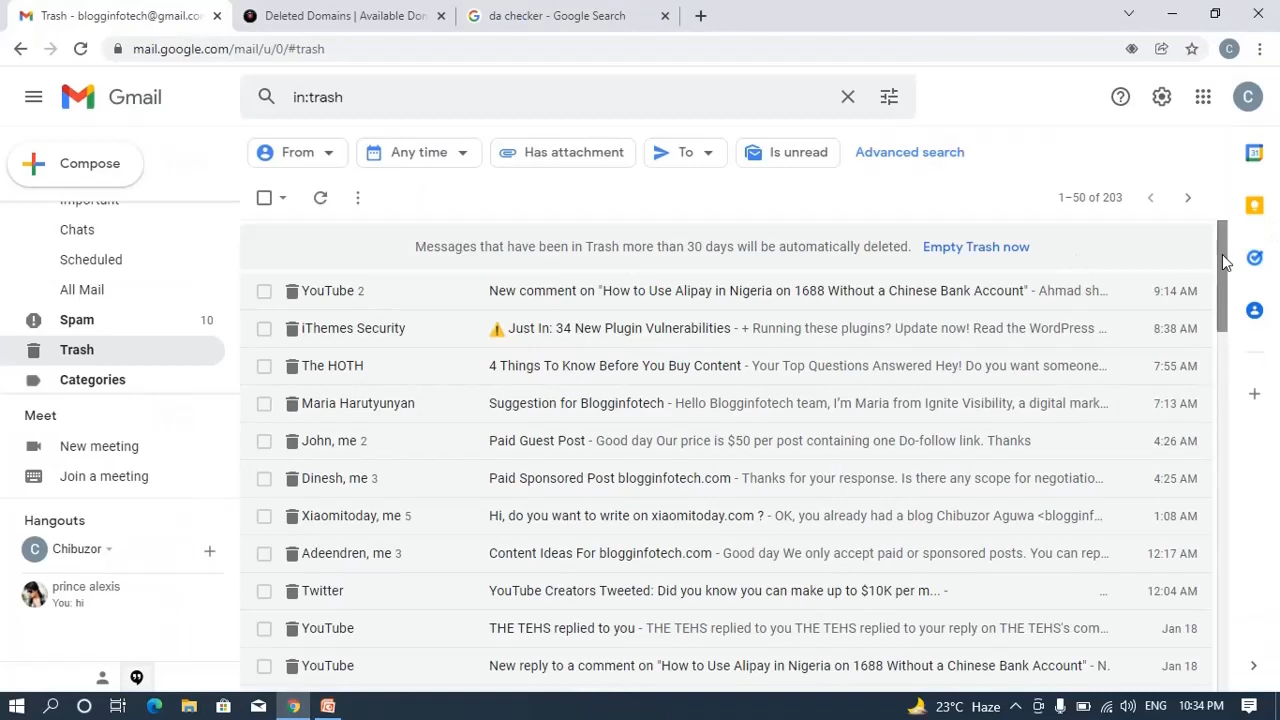 Trash - blogginfotech@gmail.co
Deleted Domains | Available Dom
da checker - Google Search
mail.google.com/mail/u/0/#trash
C
Gmail
in:trash
C
Compose
From
Any time
Has attachment
To
Is unread
Advanced search
Important
1–50 of 203
Chats
Scheduled
All Mail
Spam 10
Trash
Categories
Meet
New meeting
Join a meeting
Hangouts
C Chibuzor
prince alexis
You: hi
Messages that have been in Trash more than 30 days will be automatically deleted. Empty Trash now
YouTube 2 New comment on "How to Use Alipay in Nigeria on 1688 Without a Chinese Bank Account" - Ahmad sh... 9:14 AM
iThemes Security ⚠️ Just In: 34 New Plugin Vulnerabilities - + Running these plugins? Update now! Read the WordPress ... 8:38 AM
The HOTH 4 Things To Know Before You Buy Content - Your Top Questions Answered Hey! Do you want someone... 7:55 AM
Maria Harutyunyan Suggestion for Blogginfotech - Hello Blogginfotech team, I’m Maria from Ignite Visibility, a digital mark... 7:13 AM
John, me 2 Paid Guest Post - Good day Our price is $50 per post containing one Do-follow link. Thanks 4:26 AM
Dinesh, me 3 Paid Sponsored Post blogginfotech.com - Thanks for your response. Is there any scope for negotiatio... 4:25 AM
Xiaomitoday, me 5 Hi, do you want to write on xiaomitoday.com ? - OK, you already had a blog Chibuzor Aguwa <blogginf... 1:08 AM
Adeendren, me 3 Content Ideas For blogginfotech.com - Good day We only accept paid or sponsored posts. You can rep... 12:17 AM
Twitter YouTube Creators Tweeted: Did you know you can make up to $10K per m... - ... 12:04 AM
YouTube THE TEHS replied to you - THE TEHS replied to you THE TEHS replied to your reply on THE TEHS's com... Jan 18
YouTube New reply to a comment on "How to Use Alipay in Nigeria on 1688 Without a Chinese Bank Account" - N. Jan 18
31
23°C Haze
ENG
10:34 PM